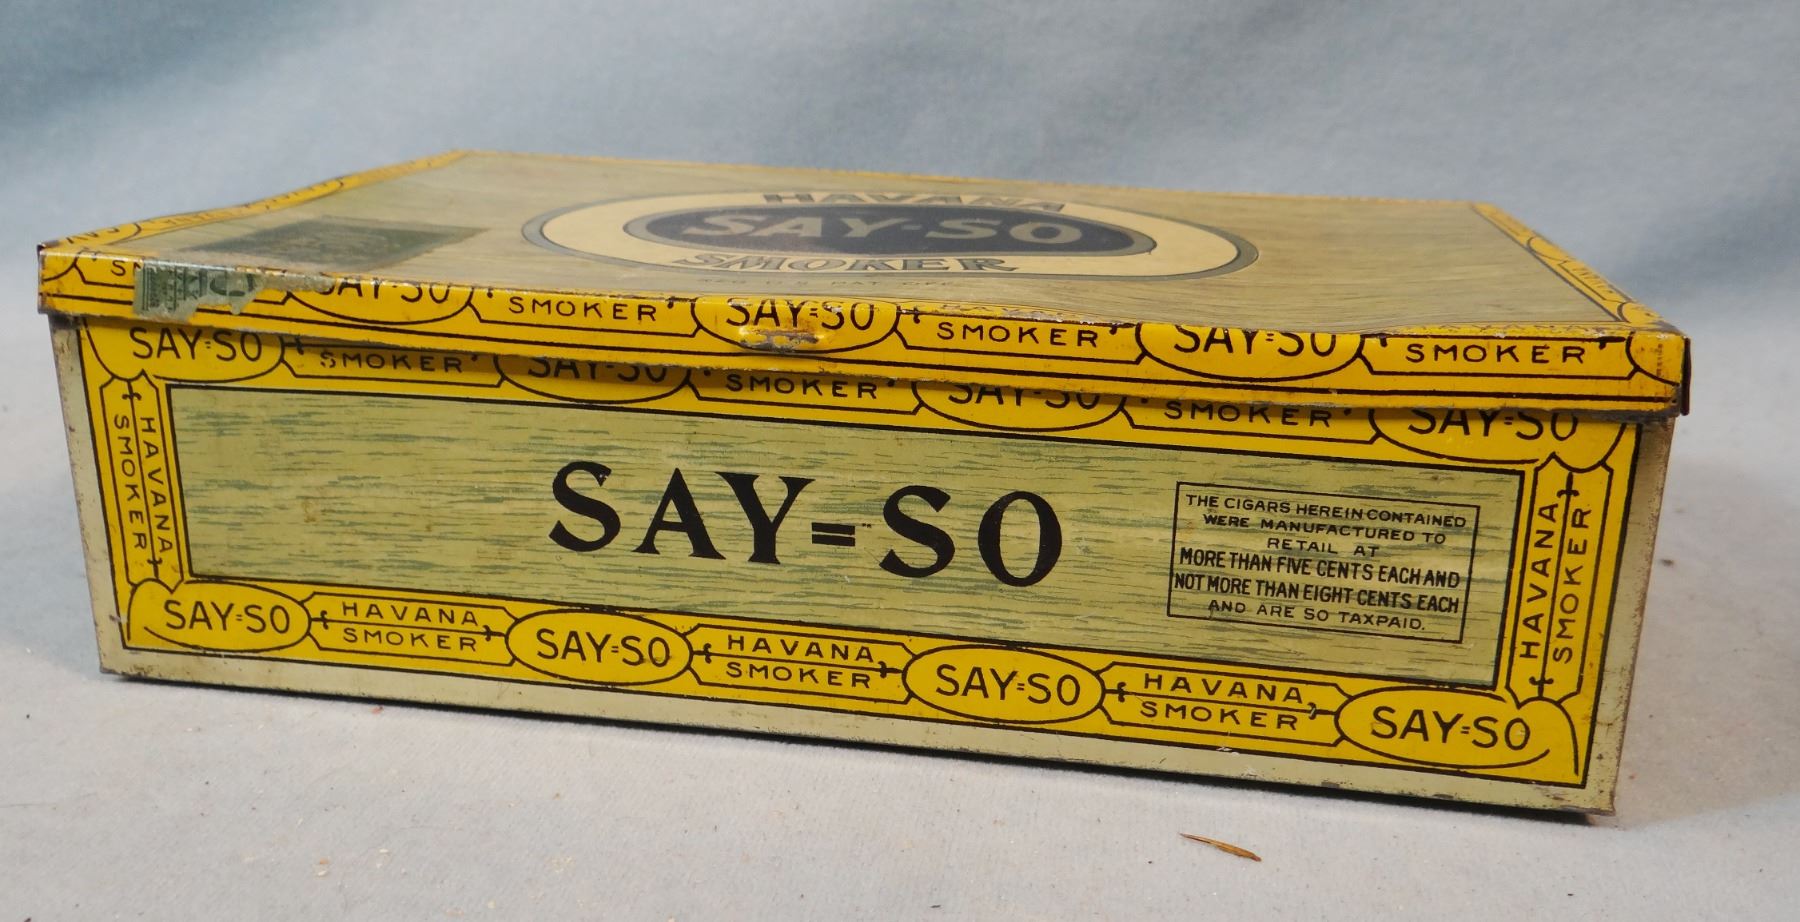 HAVANA
SAY-SO
SMOKER
REG. U.S. PAT. OFF.
SAY-SO
SMOKER
SAY=SO
SMOKER
SAY=SO
SMOKER
SAY=SO
SMOKER
SAY-SO
SMOKER
SAY-SO
SMOKER
SAY=SO
HAVANA
SMOKER
SAY=SO
THE CIGARS HEREIN CONTAINED
WERE MANUFACTURED TO
RETAIL AT
MORE THAN FIVE CENTS EACH AND
NOT MORE THAN EIGHT CENTS EACH
AND ARE SO TAXPAID.
HAVANA
SMOKER
SAY=SO
HAVANA
SMOKER
SAY=SO
HAVANA
SMOKER
SAY=SO
HAVANA
SMOKER
SAY=SO